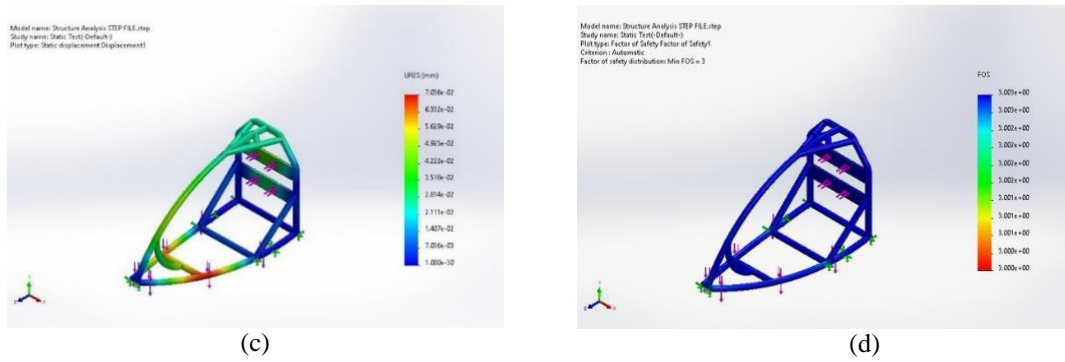 Model name: Structure Analysis STEP FILE.step
Study name: Static Test(-Default-)
Plot type: Static displacement Displacement1
URES (mm)
7.036e-02
6.332e-02
5.629e-02
4.925e-02
4.222e-02
3.518e-02
2.814e-02
2.111e-02
1.407e-02
7.036e-03
1.000e-30
(c)
Model name: Structure Analysis STEP FILE.step
Study name: Static Test(-Default-)
Plot type: Factor of Safety Factor of Safety1
Criterion : Automatic
Factor of safety distribution: Min FOS = 3
FOS
3.003e+00
3.002e+00
3.002e+00
3.002e+00
3.002e+00
3.001e+00
3.001e+00
3.001e+00
3.000e+00
3.000e+00
(d)